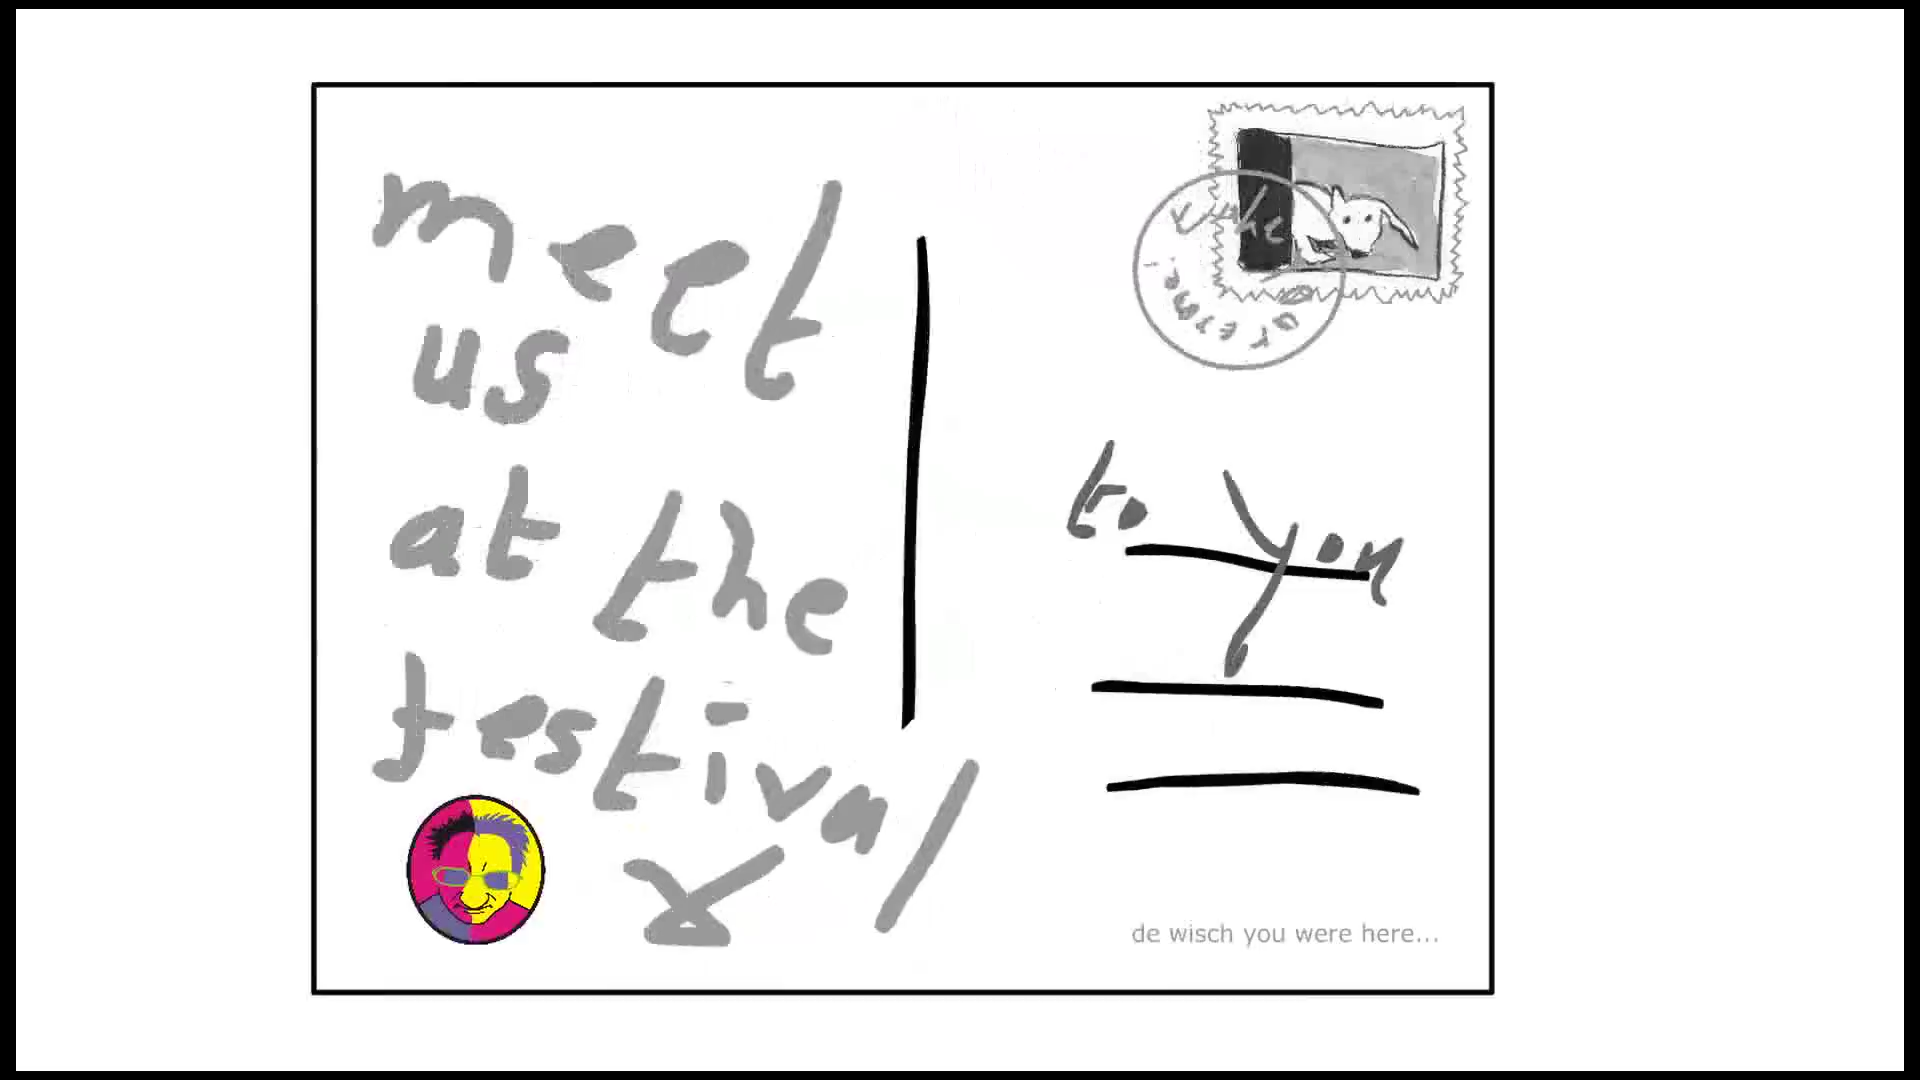 meet
us
at the
festival
x
to you
de wisch you were here...